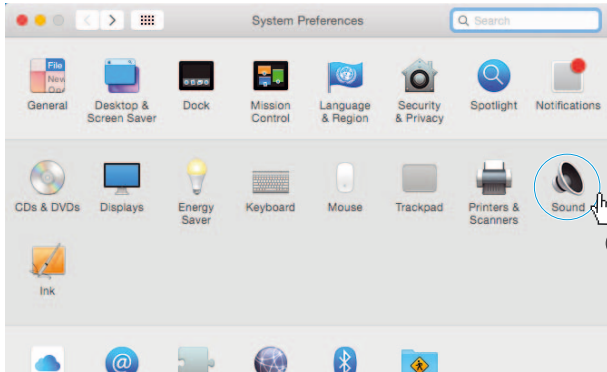 System Preferences
Search
File
New
General
Desktop &
Screen Saver
Dock
Mission
Control
Language
& Region
Security
& Privacy
Spotlight
Notifications
CDs & DVDs
Displays
Energy
Saver
Keyboard
Mouse
Trackpad
Printers &
Scanners
Sound
Ink
@